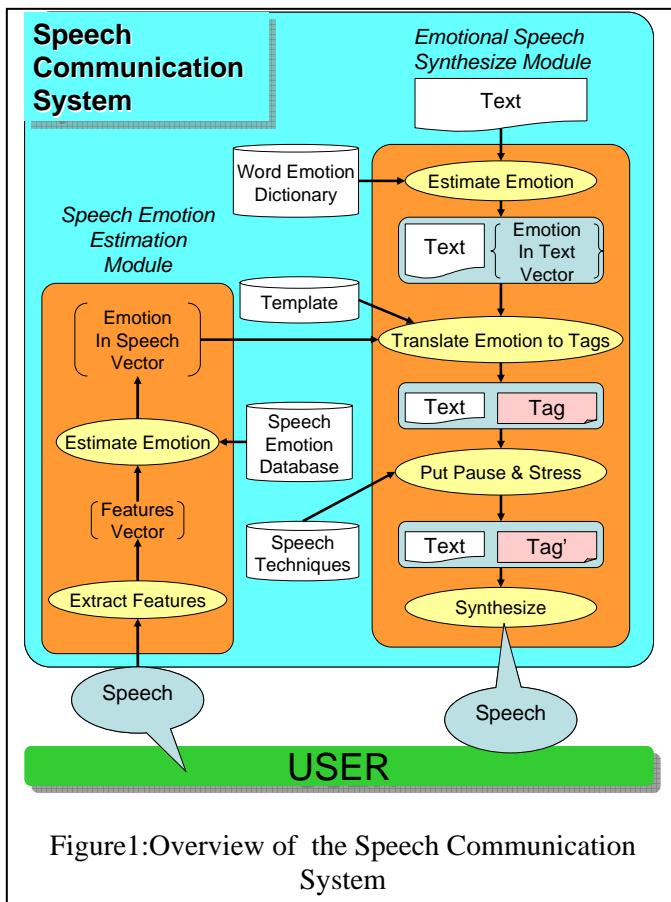 Speech
Communication
System
Emotional Speech
Synthesize Module
Text
Word Emotion
Dictionary
Estimate Emotion
Speech Emotion
Estimation
Module
Text
Emotion
In Text
Vector
Template
Emotion
In Speech
Vector
Translate Emotion to Tags
Text
Tag
Estimate Emotion
Speech
Emotion
Database
Put Pause & Stress
Features
Vector
Speech
Techniques
Text
Tag’
Extract Features
Synthesize
Speech
Speech
USER
Figure1:Overview of the Speech Communication
System